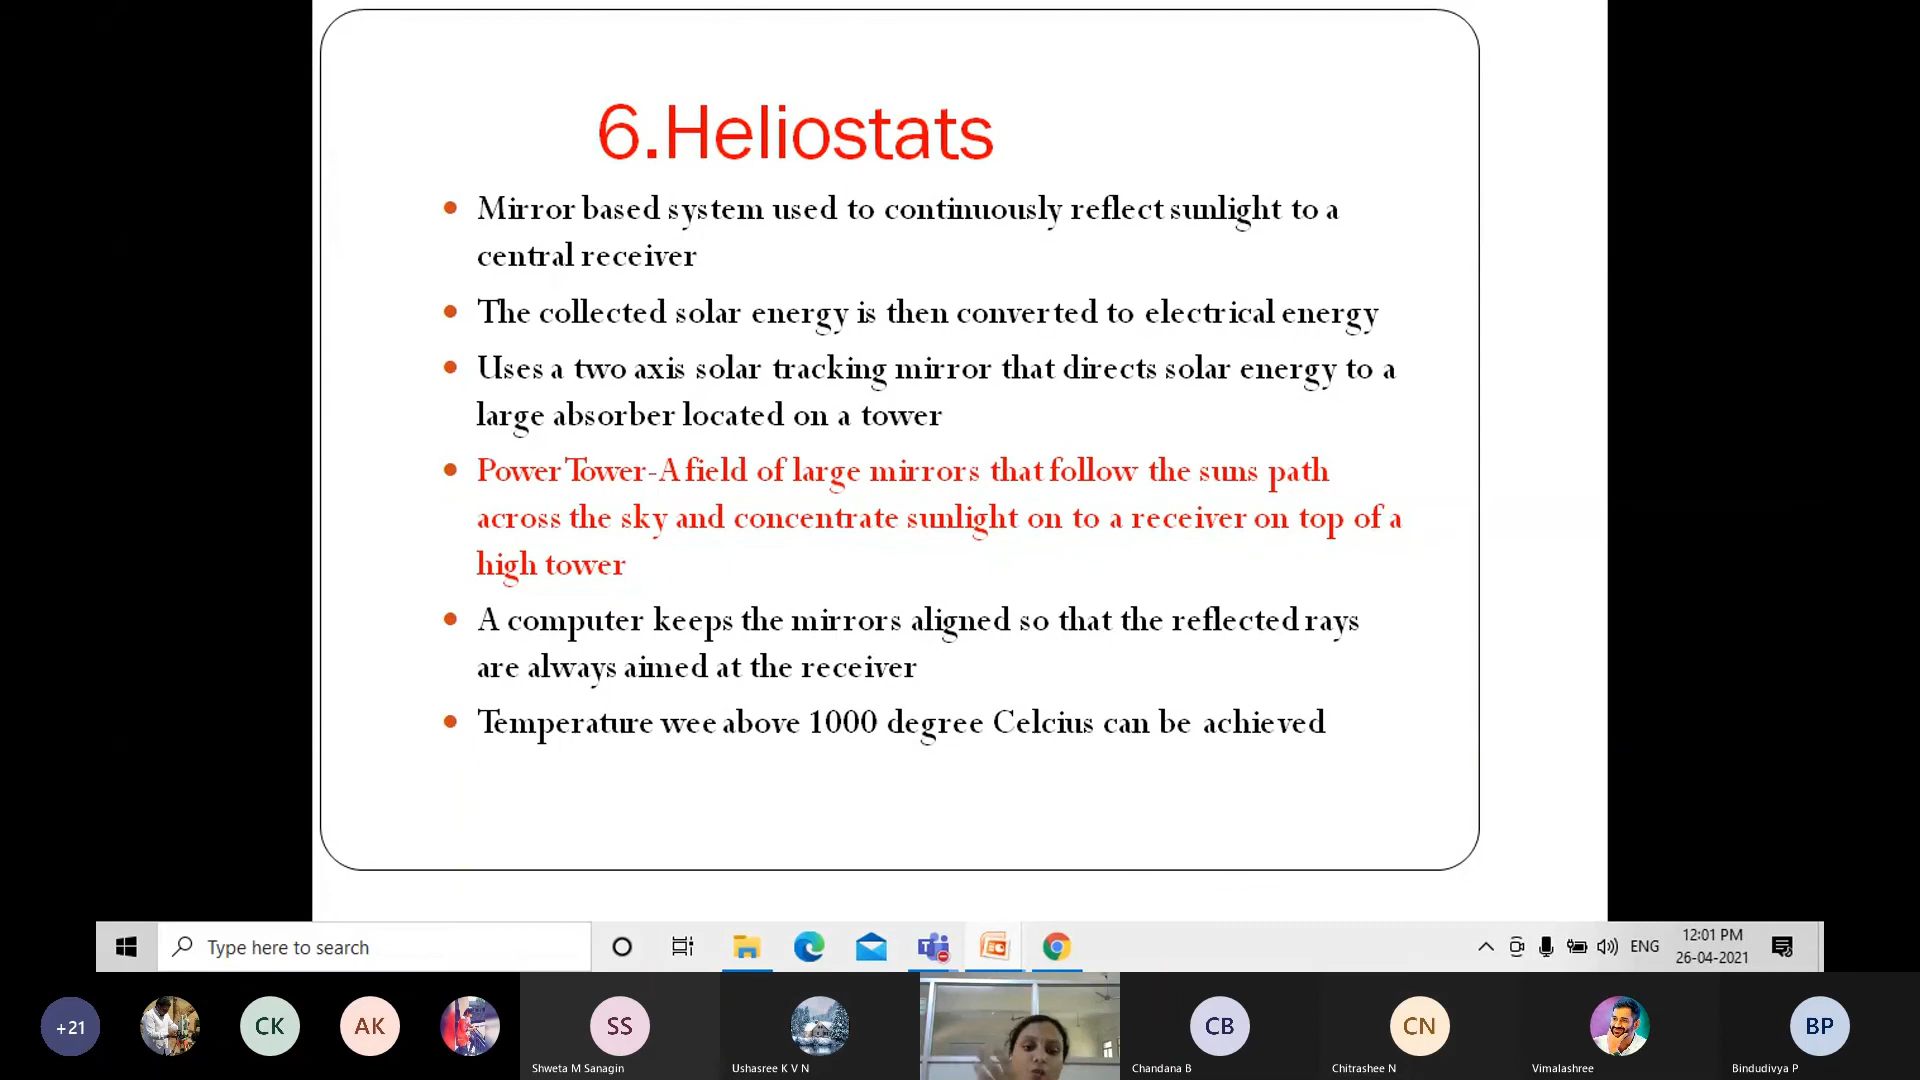 6.Heliostats
Mirror based system used to continuously reflect sunlight to a
central receiver
The collected solar energy is then converted to electrical energy
Uses a two axis solar tracking mirror that directs solar energy to a
large absorber located on a tower
Power Tower-A field of large mirrors that follow the suns path
across the sky and concentrate sunlight on to a receiver on top of a
high tower
A computer keeps the mirrors aligned so that the reflected rays
are always aimed at the receiver
Temperature wee above 1000 degree Celcius can be achieved
Type here to search
ENG
12:01 PM
26-04-2021
+21
CK
AK
SS
CB
CN
BP
Shweta M Sanagin
Ushasree K V N
Chandana B
Chitrashee N
Vimalashree
Bindudivya P